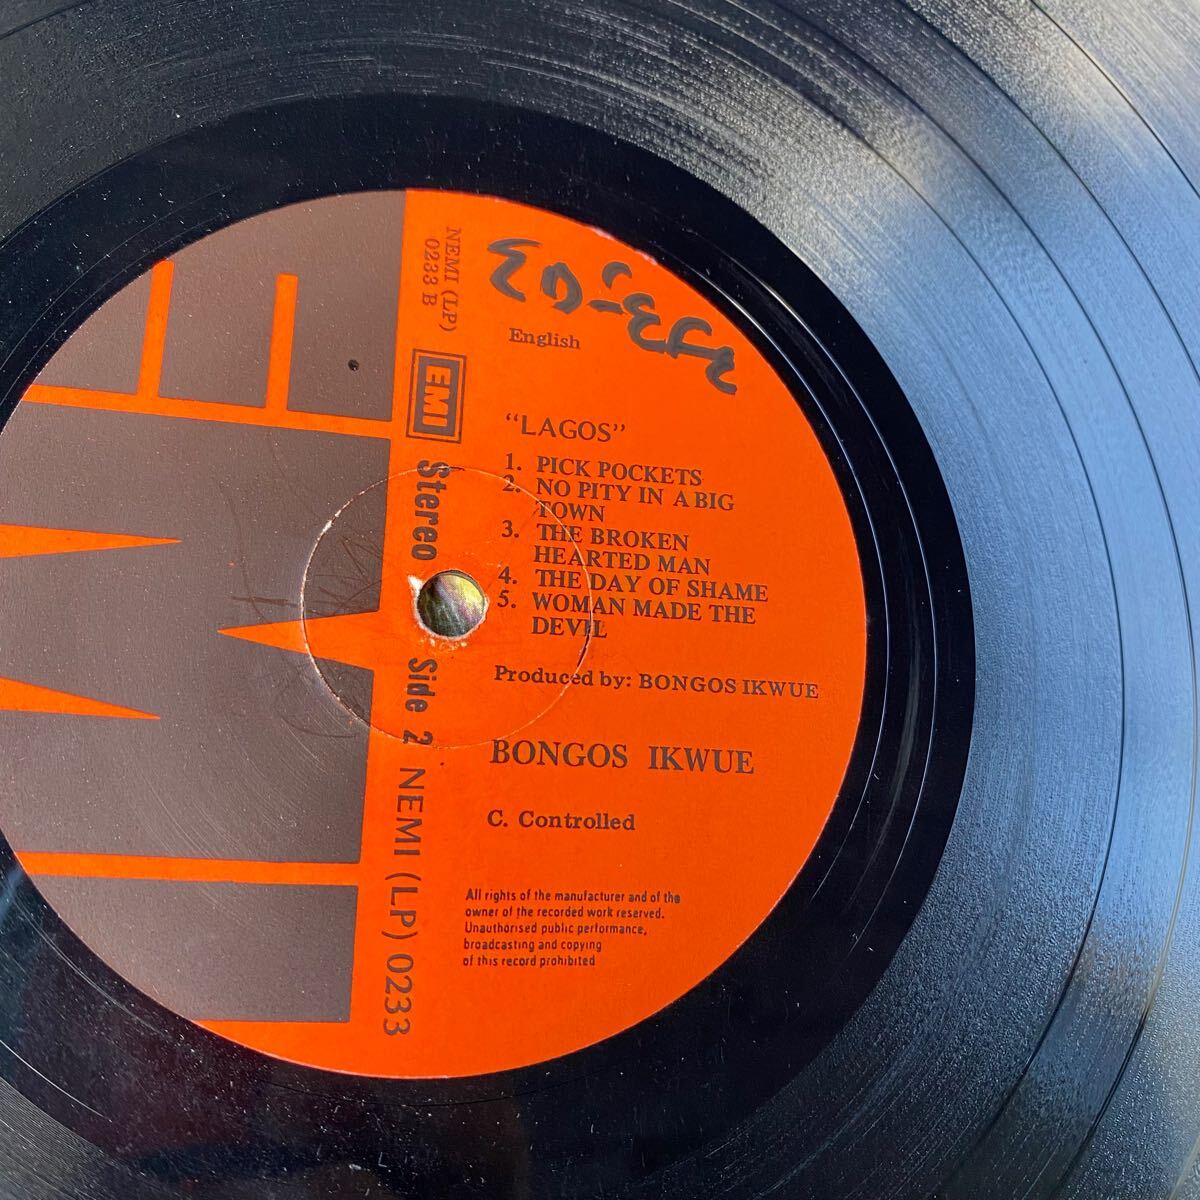 NEMI (LP)
0233 B
EMI
Stereo
Side 2 NEMI (LP) 0233
English
"LAGOS"
1. PICK POCKETS
2. NO PITY IN A BIG
TOWN
3. THE BROKEN
HEARTED MAN
4. THE DAY OF SHAME
5. WOMAN MADE THE
DEVIL
Produced by: BONGOS IKWUE
BONGOS IKWUE
C. Controlled
All rights of the manufacturer and of the
owner of the recorded work reserved.
Unauthorised public performance,
broadcasting and copying
of this record prohibited